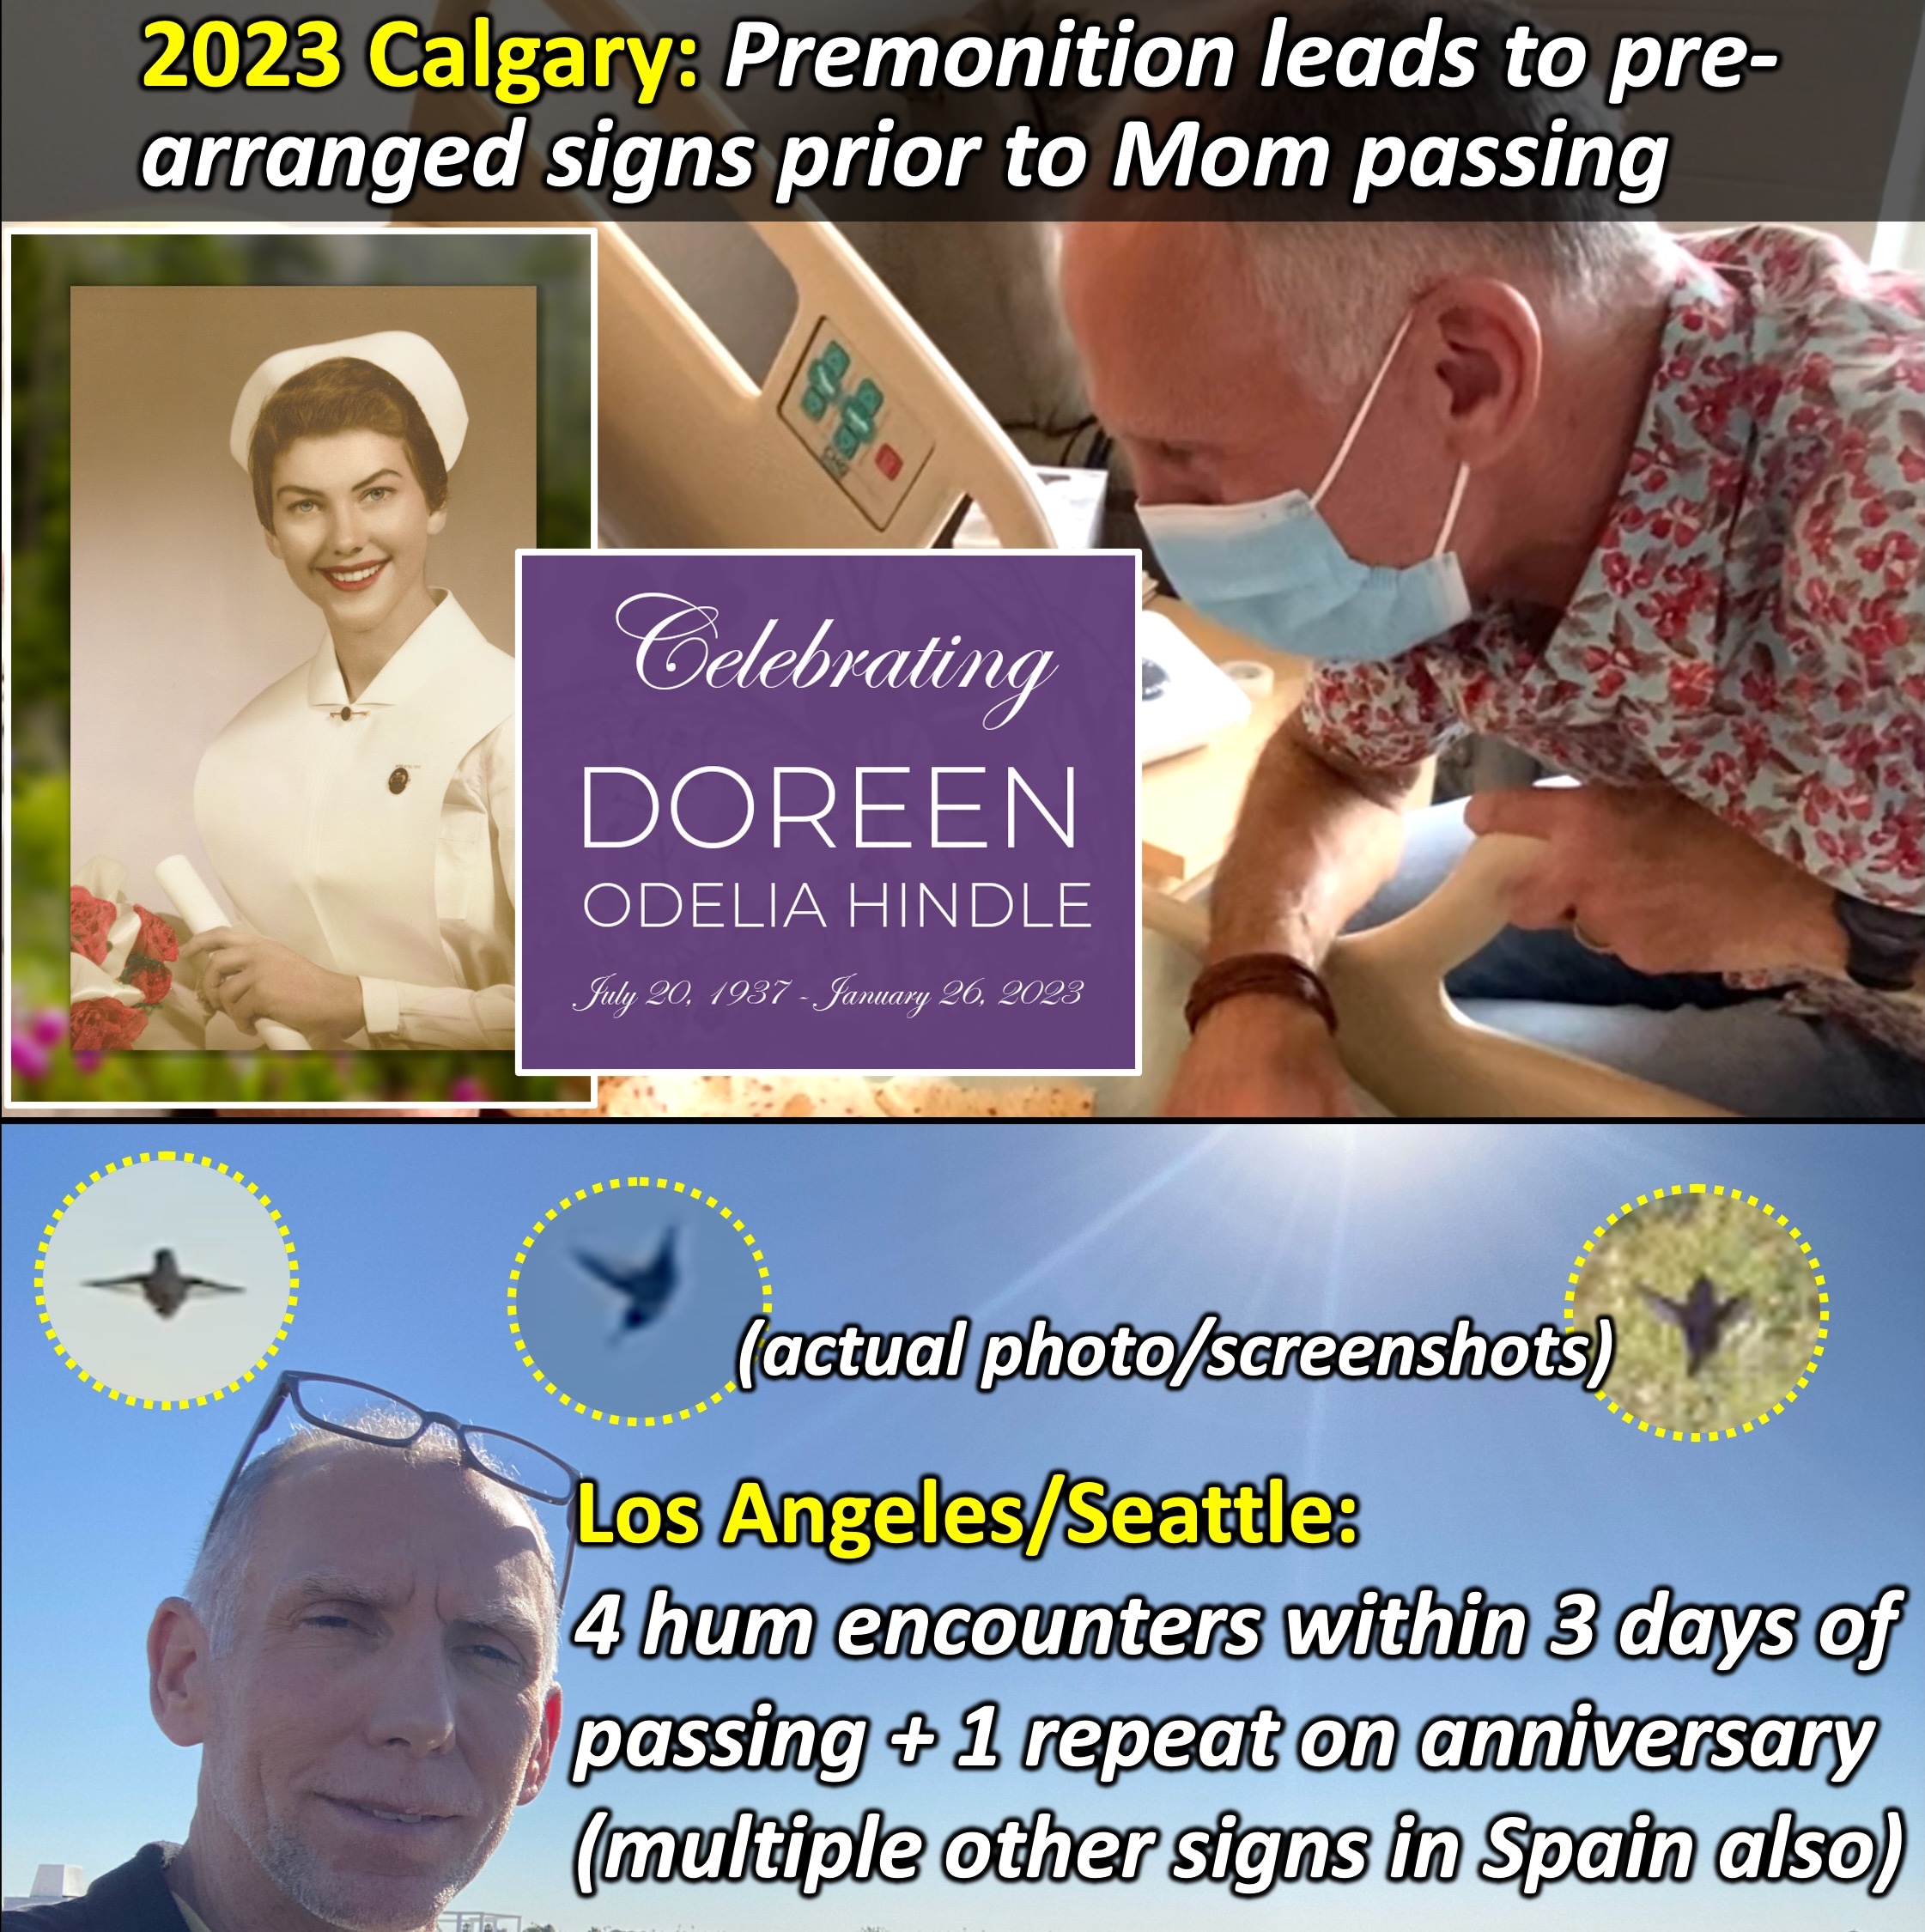 2023 Calgary: Premonition leads to pre-
arranged signs prior to Mom passing
Celebrating
DOREEN
ODELIA HINDLE
July 20, 1937 - January 26, 2023
(actual photo/screenshots)
Los Angeles/Seattle:
4 hum encounters within 3 days of
passing + 1 repeat on anniversary
(multiple other signs in Spain also)